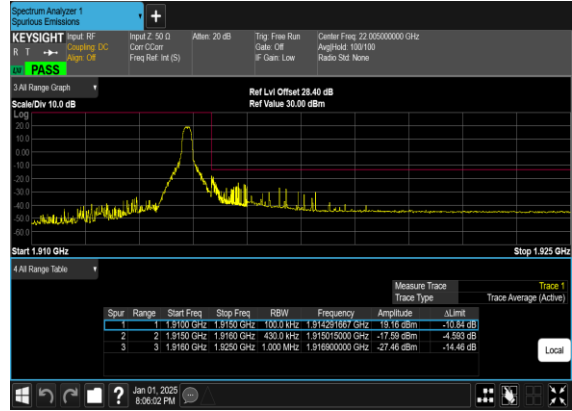 Spectrum Analyzer 1
Spurious Emissions
+
KEYSIGHT Input: RF Input Z: 50 Ω Atten: 20 dB Trig: Free Run Center Freq: 22.005000000 GHz
R T Coupling: DC Corr CCorr Gate: Off Avg|Hold: 100/100
Align: Off Freq Ref: Int (S) IF Gain: Low Radio Std: None
LW PASS
3 All Range Graph
Ref Lvl Offset 28.40 dB
Scale/Div 10.0 dB Ref Value 30.00 dBm
Log
20.0
10.0
0.00
-10.0
-20.0
-30.0
-40.0
-50.0
-60.0
Start 1.910 GHz Stop 1.925 GHz
4 All Range Table
Measure Trace Trace 1
Trace Type Trace Average (Active)
Spur Range Start Freq Stop Freq RBW Frequency Amplitude ΔLimit
1 1 1.9100 GHz 1.9150 GHz 100.0 kHz 1.914291667 GHz 19.16 dBm -10.84 dB
2 2 1.9150 GHz 1.9160 GHz 430.0 kHz 1.915015000 GHz -17.59 dBm -4.593 dB
3 3 1.9160 GHz 1.9250 GHz 1.000 MHz 1.916900000 GHz -27.46 dBm -14.46 dB
Local
? Jan 01, 2025
8:06:02 PM